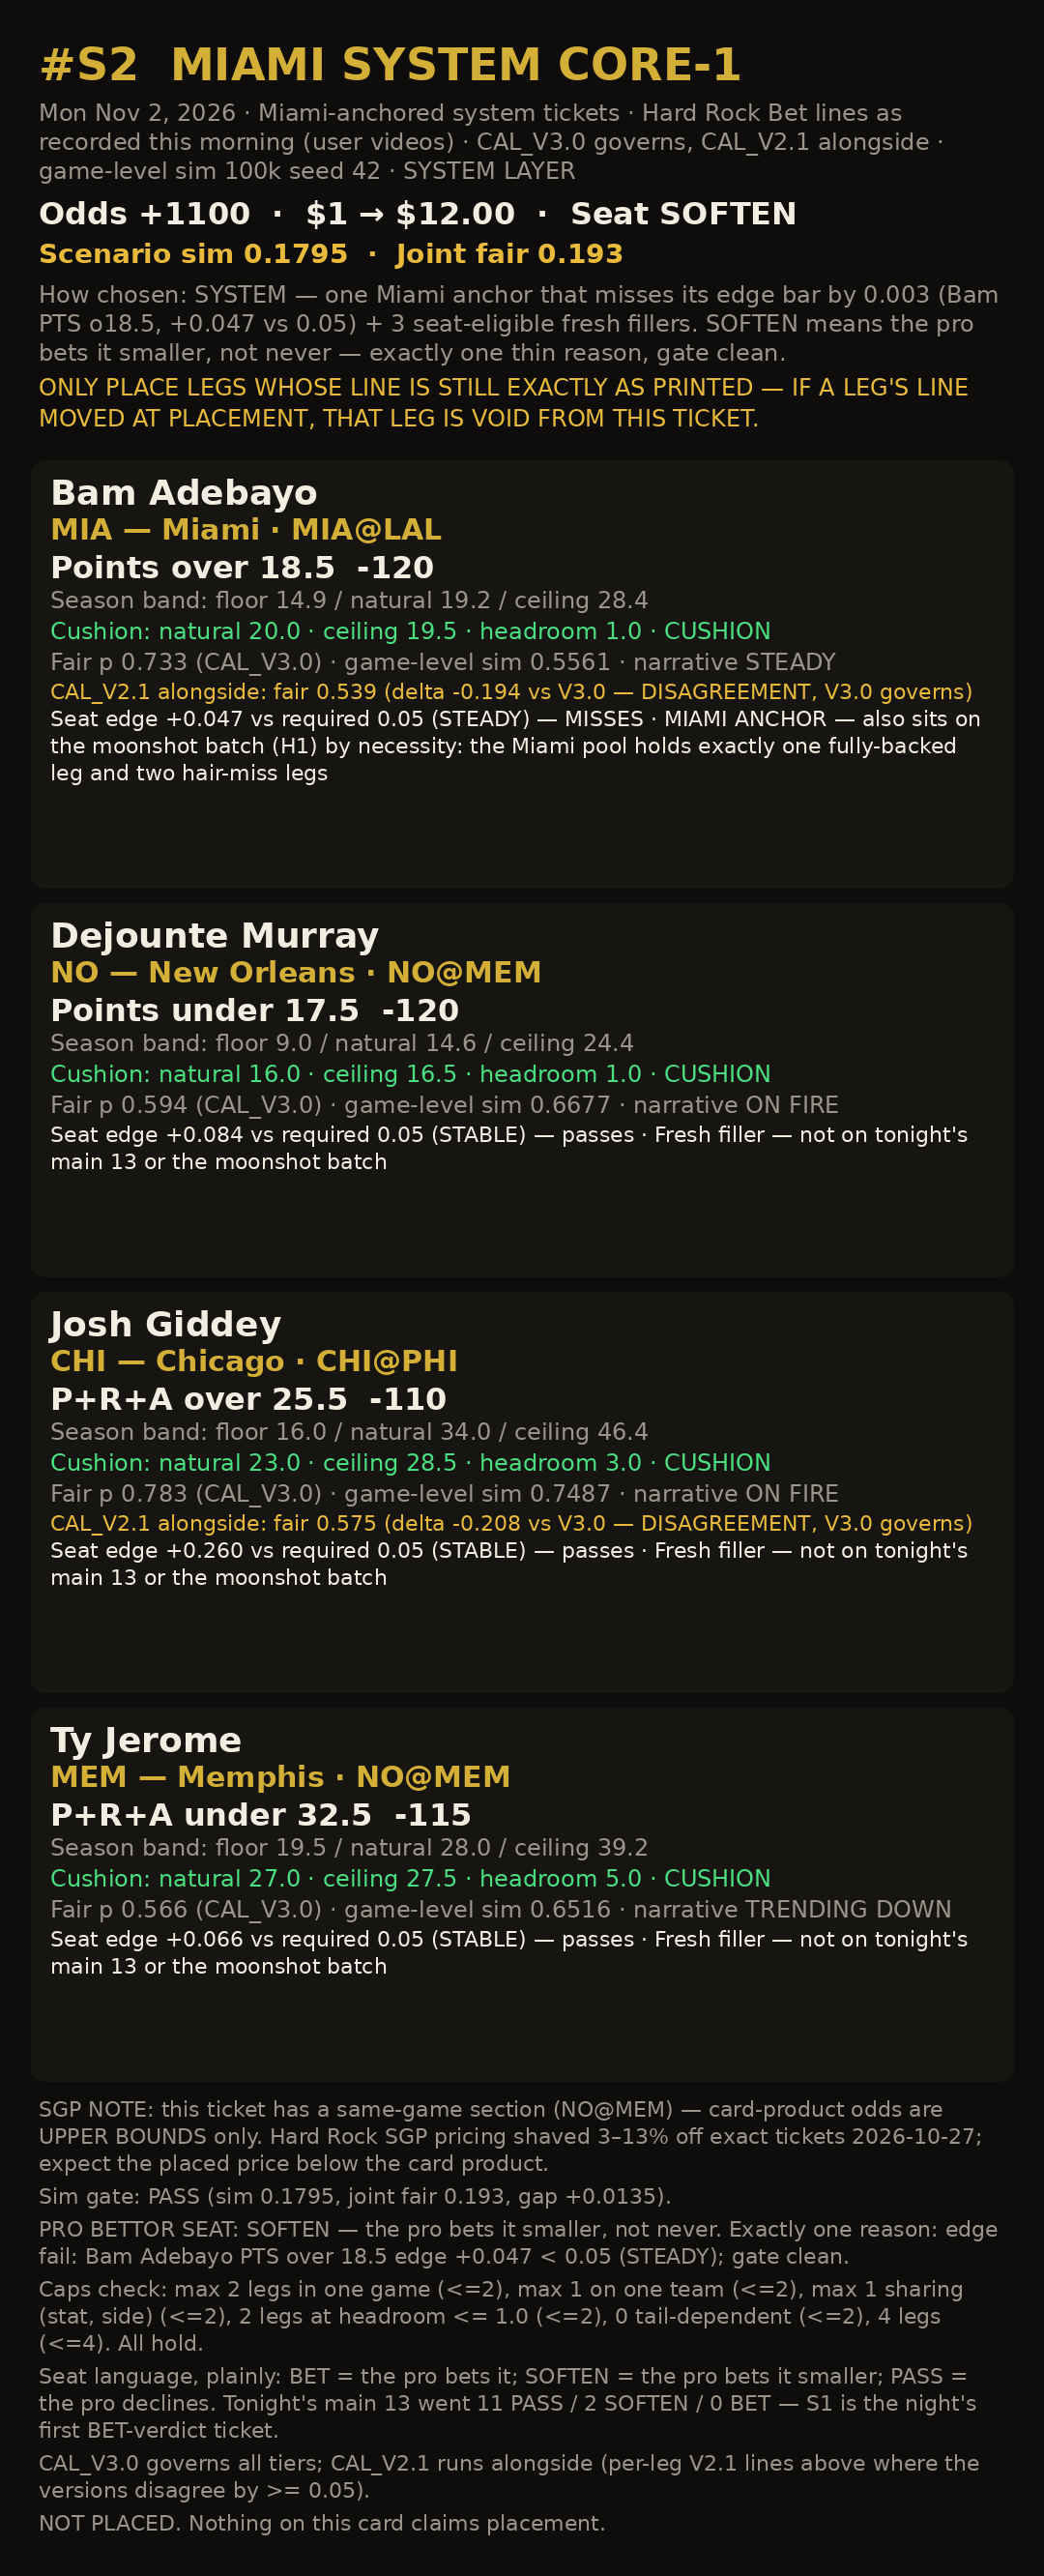 #S2  MIAMI SYSTEM CORE-1
Mon Nov 2, 2026 · Miami-anchored system tickets · Hard Rock Bet lines as
recorded this morning (user videos) · CAL_V3.0 governs, CAL_V2.1 alongside ·
game-level sim 100k seed 42 · SYSTEM LAYER
Odds +1100  ·  $1 → $12.00  ·  Seat SOFTEN
Scenario sim 0.1795  ·  Joint fair 0.193
How chosen: SYSTEM — one Miami anchor that misses its edge bar by 0.003 (Bam
PTS o18.5, +0.047 vs 0.05) + 3 seat-eligible fresh fillers. SOFTEN means the pro
bets it smaller, not never — exactly one thin reason, gate clean.
ONLY PLACE LEGS WHOSE LINE IS STILL EXACTLY AS PRINTED — IF A LEG'S LINE
MOVED AT PLACEMENT, THAT LEG IS VOID FROM THIS TICKET.
Bam Adebayo
MIA — Miami · MIA@LAL
Points over 18.5  -120
Season band: floor 14.9 / natural 19.2 / ceiling 28.4
Cushion: natural 20.0 · ceiling 19.5 · headroom 1.0 · CUSHION
Fair p 0.733 (CAL_V3.0) · game-level sim 0.5561 · narrative STEADY
CAL_V2.1 alongside: fair 0.539 (delta -0.194 vs V3.0 — DISAGREEMENT, V3.0 governs)
Seat edge +0.047 vs required 0.05 (STEADY) — MISSES · MIAMI ANCHOR — also sits on
the moonshot batch (H1) by necessity: the Miami pool holds exactly one fully-backed
leg and two hair-miss legs
Dejounte Murray
NO — New Orleans · NO@MEM
Points under 17.5  -120
Season band: floor 9.0 / natural 14.6 / ceiling 24.4
Cushion: natural 16.0 · ceiling 16.5 · headroom 1.0 · CUSHION
Fair p 0.594 (CAL_V3.0) · game-level sim 0.6677 · narrative ON FIRE
Seat edge +0.084 vs required 0.05 (STABLE) — passes · Fresh filler — not on tonight's
main 13 or the moonshot batch
Josh Giddey
CHI — Chicago · CHI@PHI
P+R+A over 25.5  -110
Season band: floor 16.0 / natural 34.0 / ceiling 46.4
Cushion: natural 23.0 · ceiling 28.5 · headroom 3.0 · CUSHION
Fair p 0.783 (CAL_V3.0) · game-level sim 0.7487 · narrative ON FIRE
CAL_V2.1 alongside: fair 0.575 (delta -0.208 vs V3.0 — DISAGREEMENT, V3.0 governs)
Seat edge +0.260 vs required 0.05 (STABLE) — passes · Fresh filler — not on tonight's
main 13 or the moonshot batch
Ty Jerome
MEM — Memphis · NO@MEM
P+R+A under 32.5  -115
Season band: floor 19.5 / natural 28.0 / ceiling 39.2
Cushion: natural 27.0 · ceiling 27.5 · headroom 5.0 · CUSHION
Fair p 0.566 (CAL_V3.0) · game-level sim 0.6516 · narrative TRENDING DOWN
Seat edge +0.066 vs required 0.05 (STABLE) — passes · Fresh filler — not on tonight's
main 13 or the moonshot batch
SGP NOTE: this ticket has a same-game section (NO@MEM) — card-product odds are
UPPER BOUNDS only. Hard Rock SGP pricing shaved 3–13% off exact tickets 2026-10-27;
expect the placed price below the card product.
Sim gate: PASS (sim 0.1795, joint fair 0.193, gap +0.0135).
PRO BETTOR SEAT: SOFTEN — the pro bets it smaller, not never. Exactly one reason: edge
fail: Bam Adebayo PTS over 18.5 edge +0.047 < 0.05 (STEADY); gate clean.
Caps check: max 2 legs in one game (<=2), max 1 on one team (<=2), max 1 sharing
(stat, side) (<=2), 2 legs at headroom <= 1.0 (<=2), 0 tail-dependent (<=2), 4 legs
(<=4). All hold.
Seat language, plainly: BET = the pro bets it; SOFTEN = the pro bets it smaller; PASS =
the pro declines. Tonight's main 13 went 11 PASS / 2 SOFTEN / 0 BET — S1 is the night's
first BET-verdict ticket.
CAL_V3.0 governs all tiers; CAL_V2.1 runs alongside (per-leg V2.1 lines above where the
versions disagree by >= 0.05).
NOT PLACED. Nothing on this card claims placement.